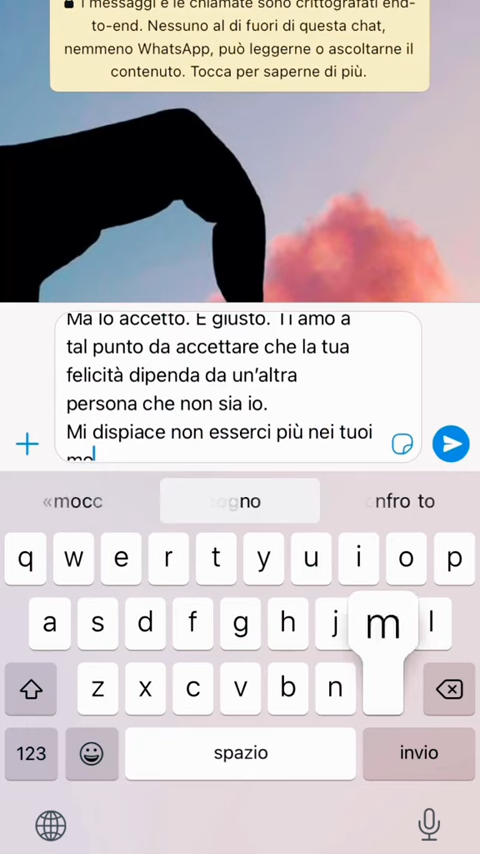 I messaggi e le chiamate sono crittografati end-
to-end. Nessuno al di fuori di questa chat,
nemmeno WhatsApp, può leggerne o ascoltarne il
contenuto. Tocca per saperne di più.
Ma lo accetto. È giusto. Ti amo a
tal punto da accettare che la tua
felicità dipenda da un’altra
persona che non sia io.
Mi dispiace non esserci più nei tuoi
mo
«mocc
q w e r t y u i o p
a s d f g h j m l
z x c v b n
123 spazio invio